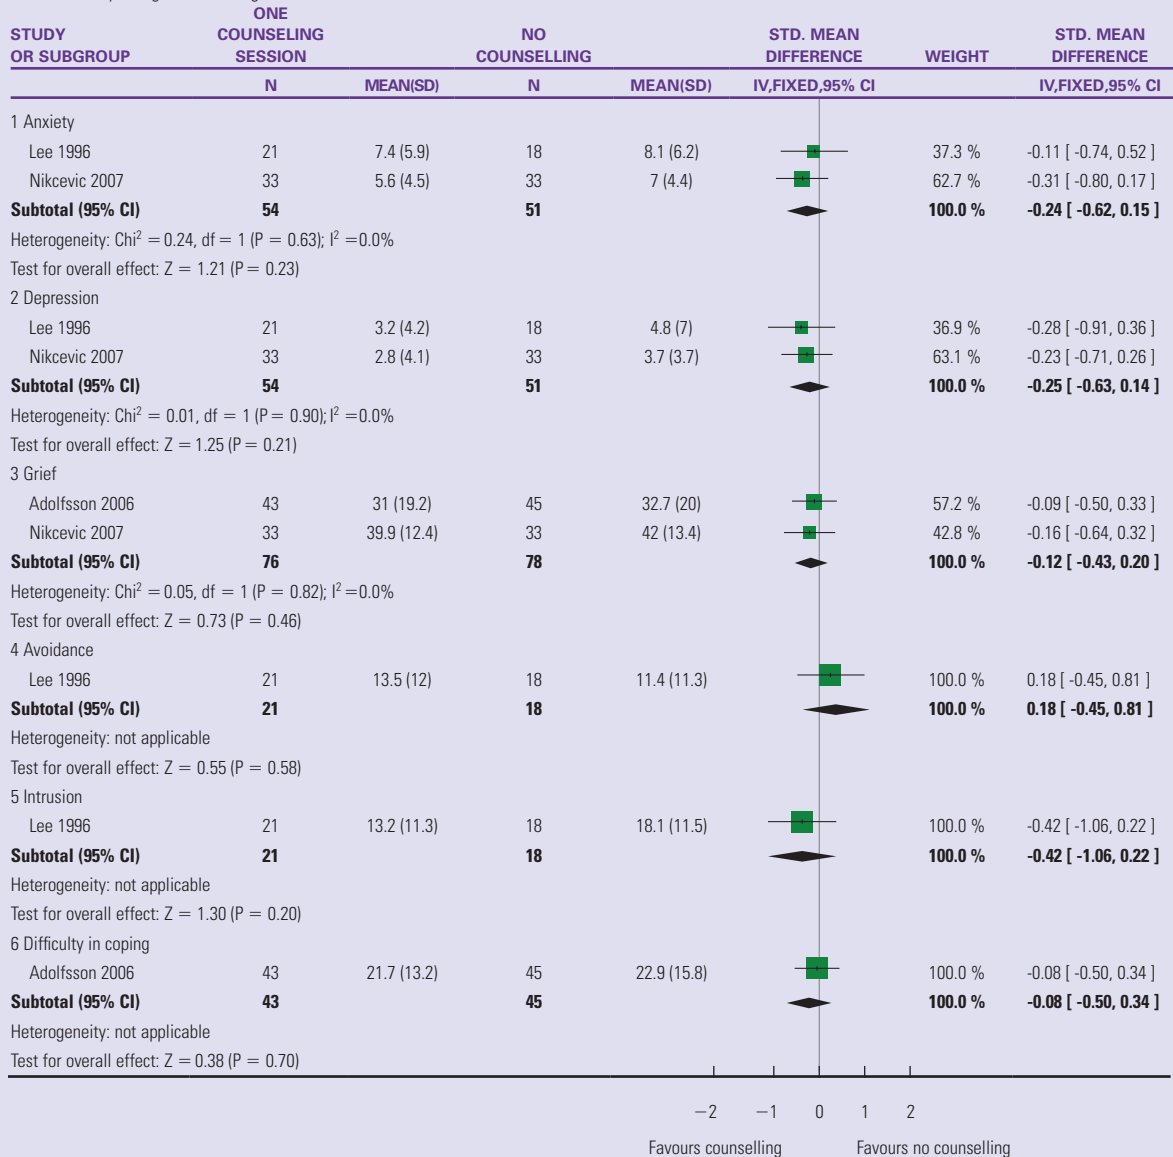 ONE
STUDY COUNSELING NO STD. MEAN STD. MEAN
OR SUBGROUP SESSION COUNSELLING DIFFERENCE WEIGHT DIFFERENCE
N MEAN(SD) N MEAN(SD) IV,FIXED,95% CI IV,FIXED,95% CI
1 Anxiety
Lee 1996 21 7.4 (5.9) 18 8.1 (6.2) 37.3 % -0.11 [ -0.74, 0.52 ]
Nikcevic 2007 33 5.6 (4.5) 33 7 (4.4) 62.7 % -0.31 [ -0.80, 0.17 ]
Subtotal (95% CI) 54 51 100.0 % -0.24 [ -0.62, 0.15 ]
Heterogeneity: Chi² = 0.24, df = 1 (P = 0.63); I² =0.0%
Test for overall effect: Z = 1.21 (P = 0.23)
2 Depression
Lee 1996 21 3.2 (4.2) 18 4.8 (7) 36.9 % -0.28 [ -0.91, 0.36 ]
Nikcevic 2007 33 2.8 (4.1) 33 3.7 (3.7) 63.1 % -0.23 [ -0.71, 0.26 ]
Subtotal (95% CI) 54 51 100.0 % -0.25 [ -0.63, 0.14 ]
Heterogeneity: Chi² = 0.01, df = 1 (P = 0.90); I² =0.0%
Test for overall effect: Z = 1.25 (P = 0.21)
3 Grief
Adolfsson 2006 43 31 (19.2) 45 32.7 (20) 57.2 % -0.09 [ -0.50, 0.33 ]
Nikcevic 2007 33 39.9 (12.4) 33 42 (13.4) 42.8 % -0.16 [ -0.64, 0.32 ]
Subtotal (95% CI) 76 78 100.0 % -0.12 [ -0.43, 0.20 ]
Heterogeneity: Chi² = 0.05, df = 1 (P = 0.82); I² =0.0%
Test for overall effect: Z = 0.73 (P = 0.46)
4 Avoidance
Lee 1996 21 13.5 (12) 18 11.4 (11.3) 100.0 % 0.18 [ -0.45, 0.81 ]
Subtotal (95% CI) 21 18 100.0 % 0.18 [ -0.45, 0.81 ]
Heterogeneity: not applicable
Test for overall effect: Z = 0.55 (P = 0.58)
5 Intrusion
Lee 1996 21 13.2 (11.3) 18 18.1 (11.5) 100.0 % -0.42 [ -1.06, 0.22 ]
Subtotal (95% CI) 21 18 100.0 % -0.42 [ -1.06, 0.22 ]
Heterogeneity: not applicable
Test for overall effect: Z = 1.30 (P = 0.20)
6 Difficulty in coping
Adolfsson 2006 43 21.7 (13.2) 45 22.9 (15.8) 100.0 % -0.08 [ -0.50, 0.34 ]
Subtotal (95% CI) 43 45 100.0 % -0.08 [ -0.50, 0.34 ]
Heterogeneity: not applicable
Test for overall effect: Z = 0.38 (P = 0.70)
−2 −1 0 1 2
Favours counselling Favours no counselling